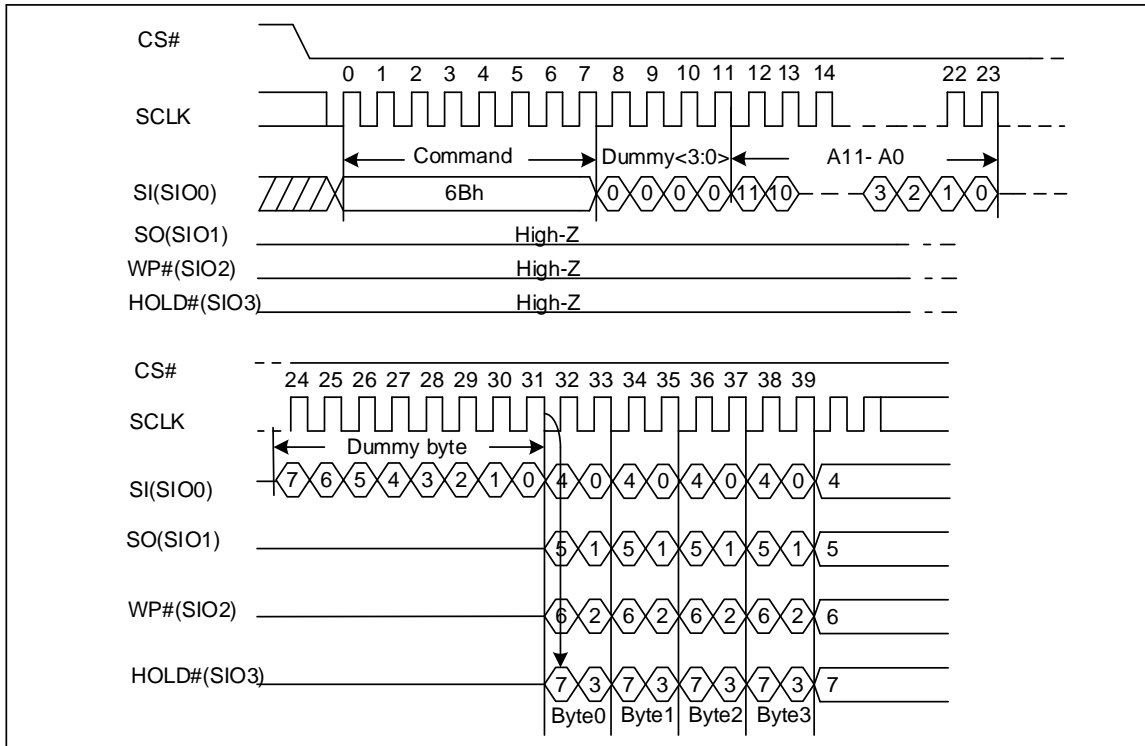 CS#
0 1 2 3 4 5 6 7 8 9 10 11 12 13 14 22 23
SCLK
Command Dummy<3:0> A11- A0
SI(SIO0) 6Bh 0 0 0 0 11 10 3 2 1 0
SO(SIO1) High-Z
WP#(SIO2) High-Z
HOLD#(SIO3) High-Z
CS#
24 25 26 27 28 29 30 31 32 33 34 35 36 37 38 39
SCLK
Dummy byte
SI(SIO0) 7 6 5 4 3 2 1 0 4 0 4 0 4 0 4 0 4
SO(SIO1) 5 1 5 1 5 1 5 1 5
WP#(SIO2) 6 2 6 2 6 2 6 2 6
HOLD#(SIO3) 7 3 7 3 7 3 7 3 7
Byte0 Byte1 Byte2 Byte3